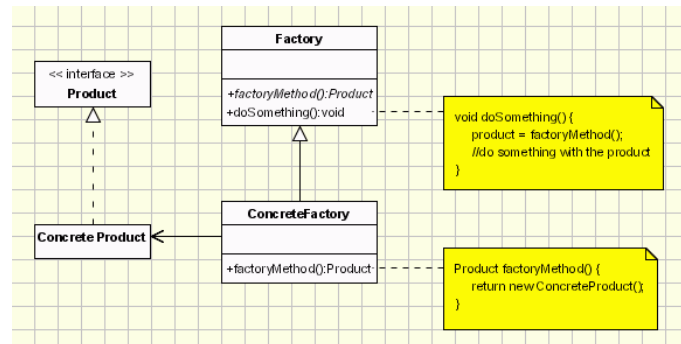 Factory
+factoryMethod():Product
+doSomething():void
<< interface >>
Product
void doSomething() {
product = factoryMethod();
//do something with the product
}
Concrete Product
ConcreteFactory
+factoryMethod():Product
Product factoryMethod() {
return new ConcreteProduct();
}